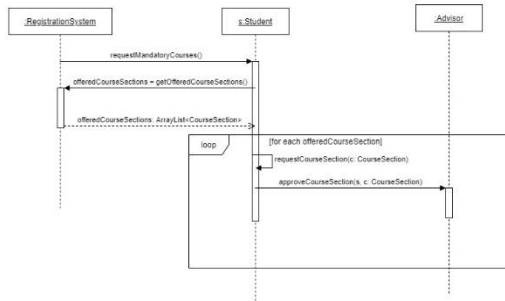 :RegistrationSystem
s:Student
:Advisor
requestMandatoryCourses()
offeredCourseSections = getOfferedCourseSections()
offeredCourseSections: ArrayList<CourseSection>
loop
[for each offeredCourseSection]
requestCourseSection(c: CourseSection)
approveCourseSection(s, c: CourseSection)